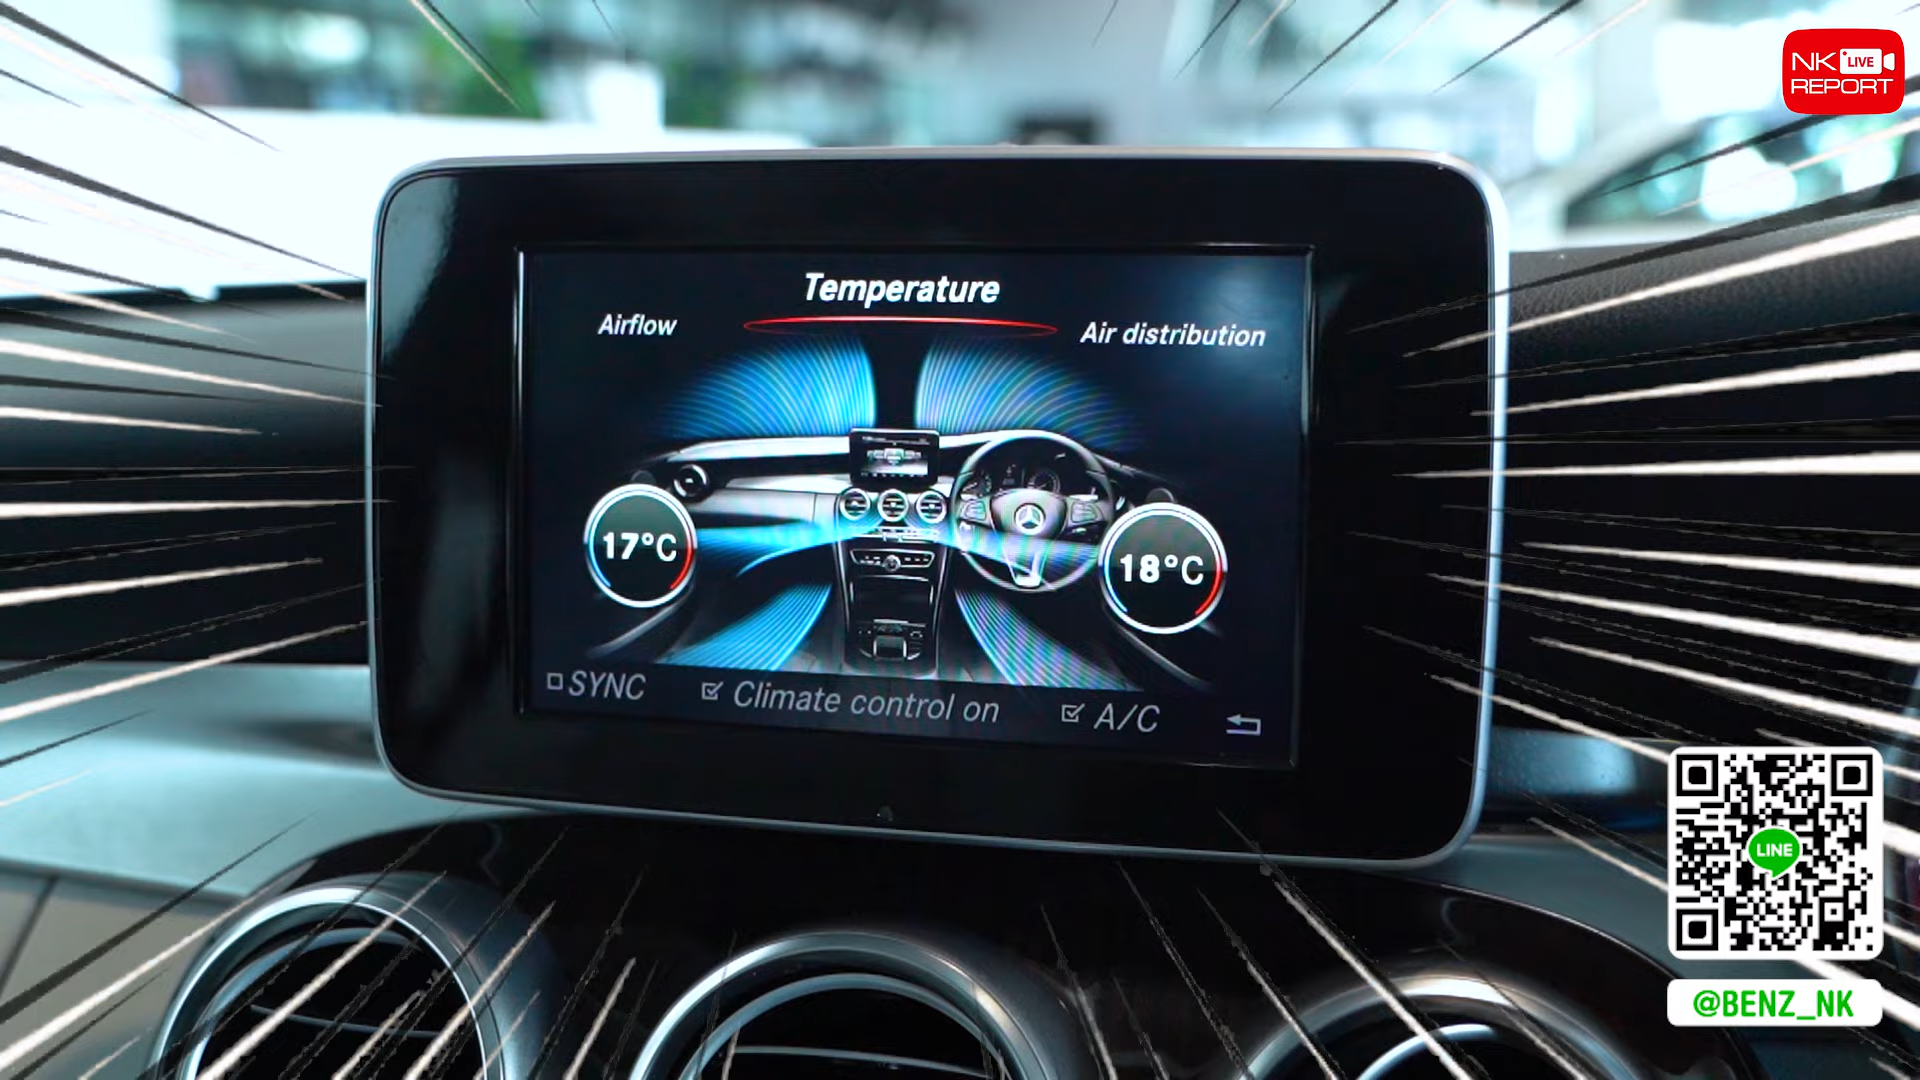 NK LIVE
REPORT
Temperature
Airflow
Air distribution
17°C
18°C
SYNC
Climate control on
A/C
LINE
@BENZ_NK